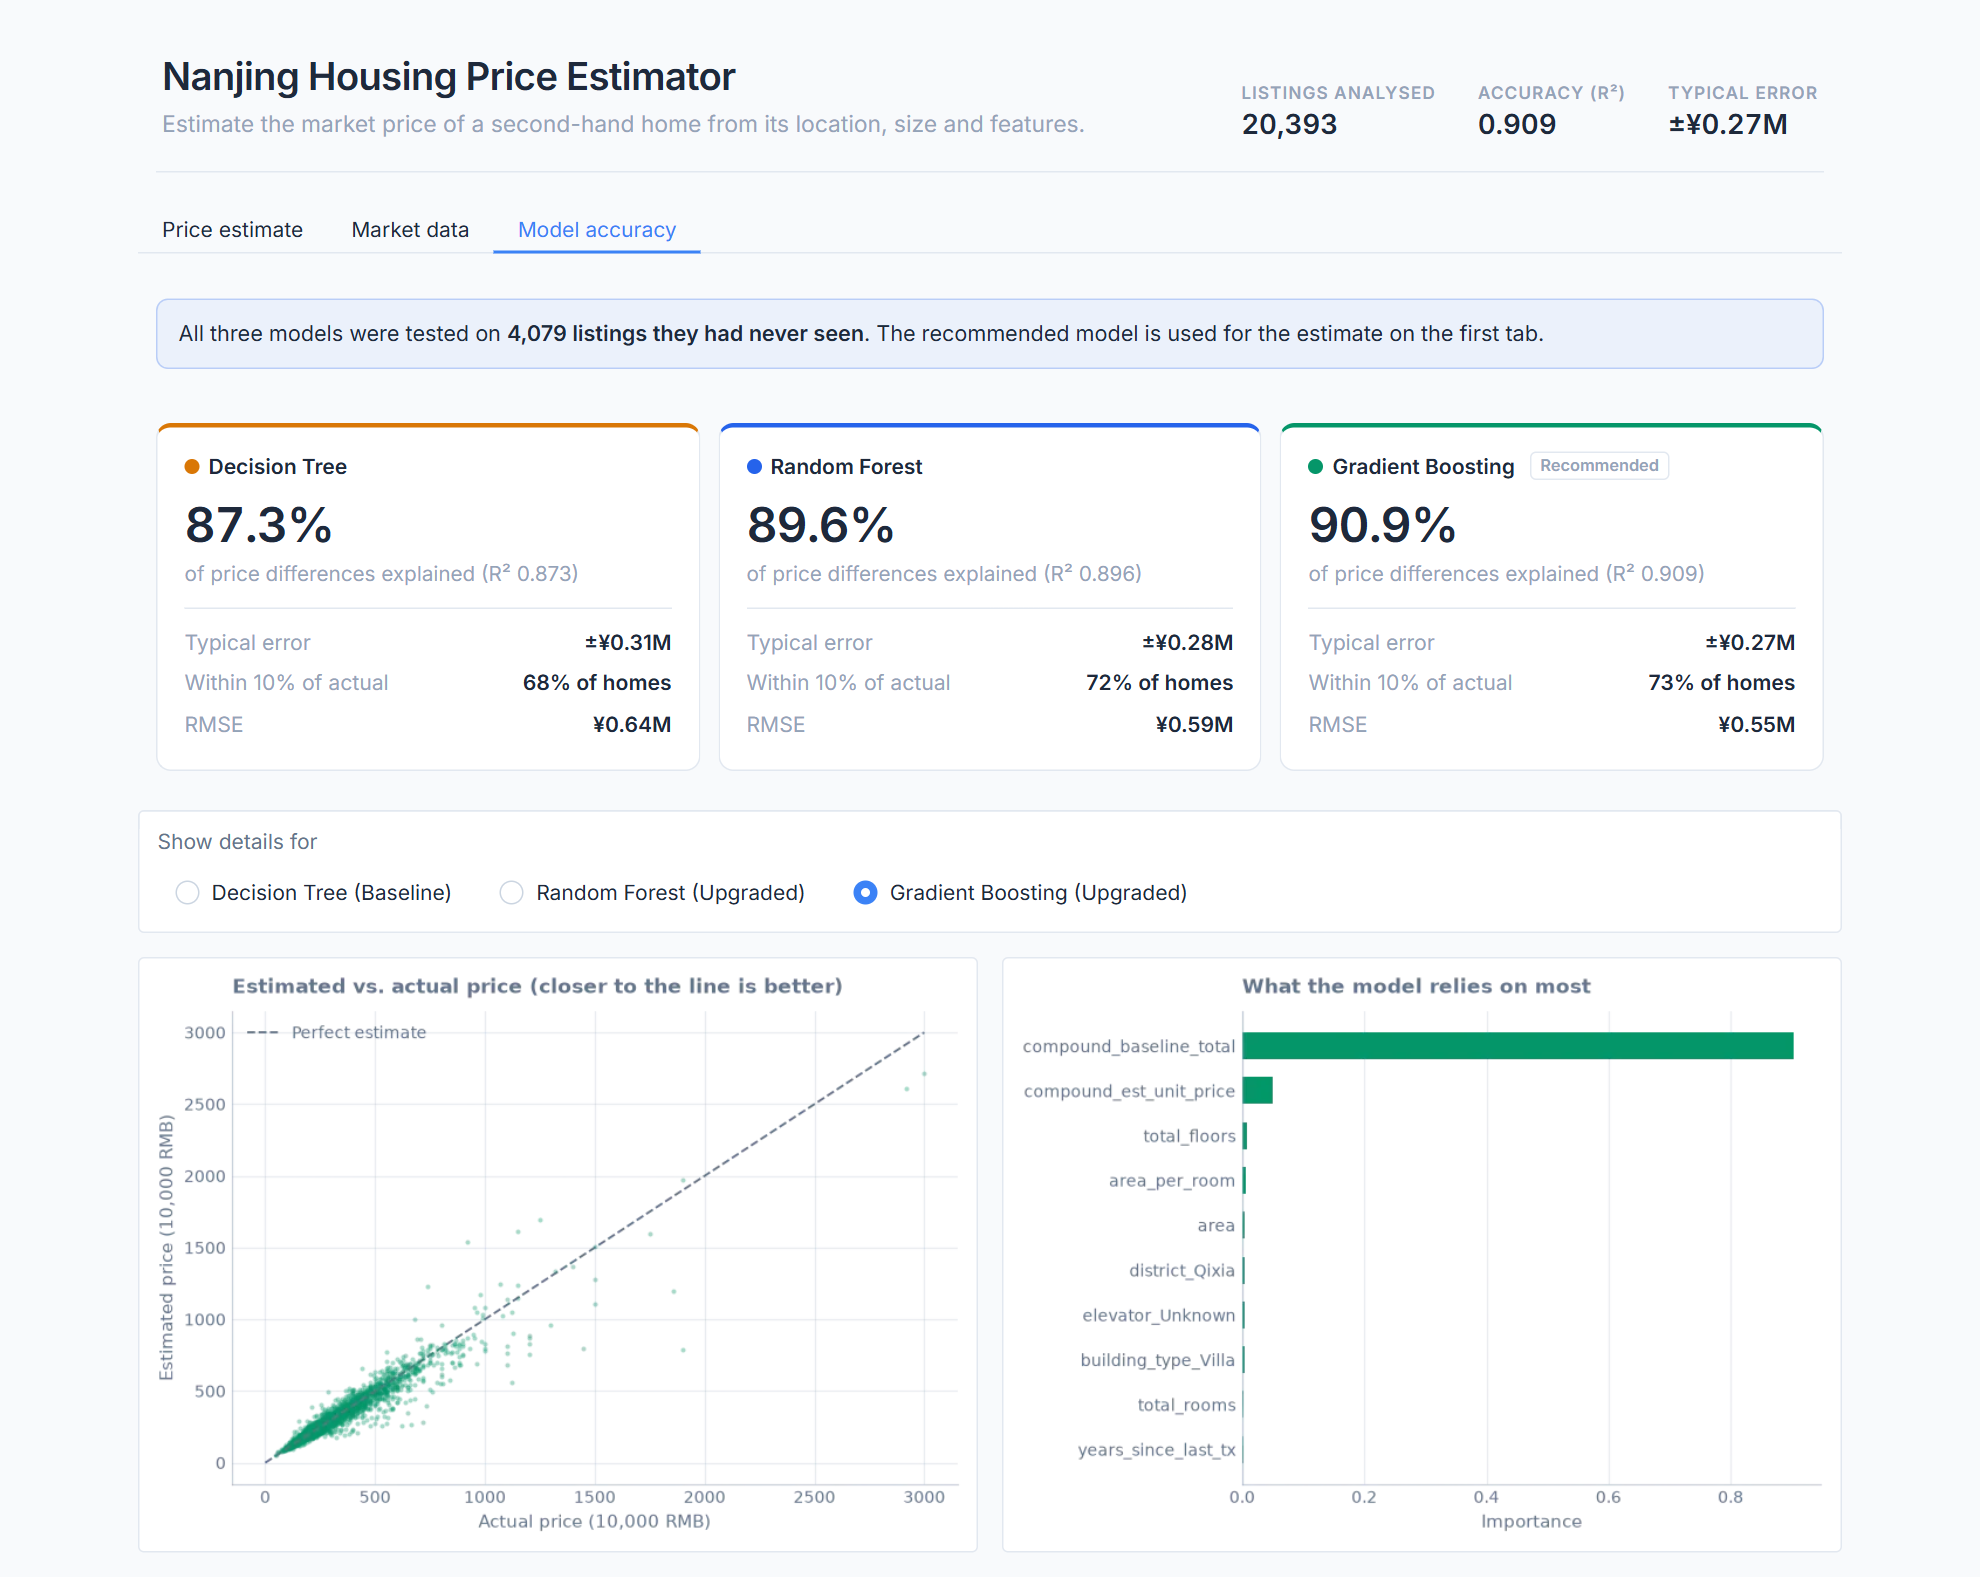 Nanjing Housing Price Estimator
Estimate the market price of a second-hand home from its location, size and features.
LISTINGS ANALYSED
20,393
ACCURACY (R²)
0.909
TYPICAL ERROR
±¥0.27M
Price estimate
Market data
Model accuracy
All three models were tested on 4,079 listings they had never seen. The recommended model is used for the estimate on the first tab.
Decision Tree
87.3%
of price differences explained (R² 0.873)
Typical error ±¥0.31M
Within 10% of actual 68% of homes
RMSE ¥0.64M
Random Forest
89.6%
of price differences explained (R² 0.896)
Typical error ±¥0.28M
Within 10% of actual 72% of homes
RMSE ¥0.59M
Gradient Boosting Recommended
90.9%
of price differences explained (R² 0.909)
Typical error ±¥0.27M
Within 10% of actual 73% of homes
RMSE ¥0.55M
Show details for
Decision Tree (Baseline)
Random Forest (Upgraded)
Gradient Boosting (Upgraded)
Estimated vs. actual price (closer to the line is better)
Perfect estimate
Estimated price (10,000 RMB)
3000
2500
2000
1500
1000
500
0
0 500 1000 1500 2000 2500 3000
Actual price (10,000 RMB)
What the model relies on most
compound_baseline_total
compound_est_unit_price
total_floors
area_per_room
area
district_Qixia
elevator_Unknown
building_type_Villa
total_rooms
years_since_last_tx
0.0 0.2 0.4 0.6 0.8
Importance